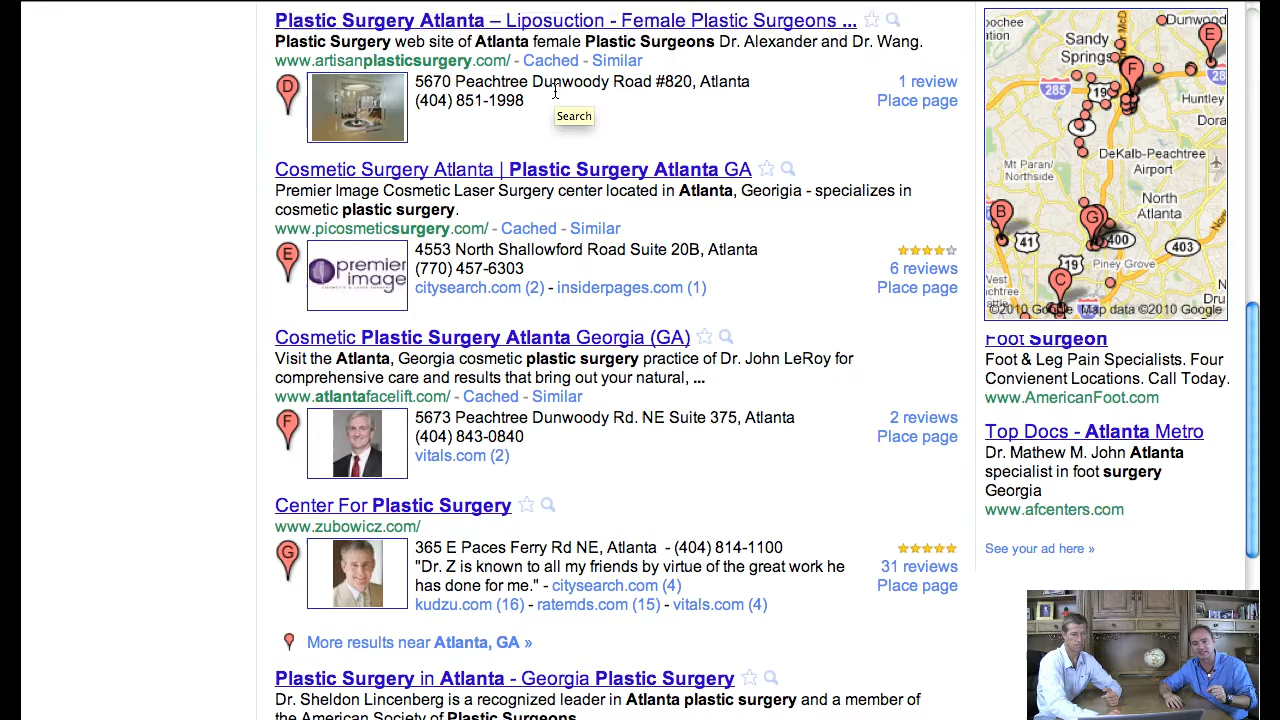 Plastic Surgery Atlanta – Liposuction - Female Plastic Surgeons ...
Plastic Surgery web site of Atlanta female Plastic Surgeons Dr. Alexander and Dr. Wang.
www.artisanplasticsurgery.com/ - Cached - Similar
D
5670 Peachtree Dunwoody Road #820, Atlanta
1 review
(404) 851-1998
Place page
Search
Cosmetic Surgery Atlanta | Plastic Surgery Atlanta GA
Premier Image Cosmetic Laser Surgery center located in Atlanta, Georigia - specializes in
cosmetic plastic surgery.
www.picosmeticsurgery.com/ - Cached - Similar
E
premier
image
4553 North Shallowford Road Suite 20B, Atlanta
(770) 457-6303
6 reviews
citysearch.com (2) - insiderpages.com (1)
Place page
Cosmetic Plastic Surgery Atlanta Georgia (GA)
Visit the Atlanta, Georgia cosmetic plastic surgery practice of Dr. John LeRoy for
comprehensive care and results that bring out your natural, ...
www.atlantafacelift.com/ - Cached - Similar
F
5673 Peachtree Dunwoody Rd. NE Suite 375, Atlanta
2 reviews
(404) 843-0840
Place page
vitals.com (2)
Center For Plastic Surgery
www.zubowicz.com/
G
365 E Paces Ferry Rd NE, Atlanta - (404) 814-1100
"Dr. Z is known to all my friends by virtue of the great work he
31 reviews
has done for me." - citysearch.com (4)
Place page
kudzu.com (16) - ratemds.com (15) - vitals.com (4)
More results near Atlanta, GA »
Plastic Surgery in Atlanta - Georgia Plastic Surgery
Dr. Sheldon Lincenberg is a recognized leader in Atlanta plastic surgery and a member of
the American Society of Plastic Surgeons
oochee
ation
Dunwood
Sandy
Springs
E
F
285
19
28
Huntley
Dora
DeKalb-Peachtree
Airport
Mt Paran/
Northside
North
Atlanta
B
G
41
400
403
19
Piney Grove
West
C
Dru
©2010 Google Map data ©2010 Google
Foot Surgeon
Foot & Leg Pain Specialists. Four
Convienent Locations. Call Today.
www.AmericanFoot.com
Top Docs - Atlanta Metro
Dr. Mathew M. John Atlanta
specialist in foot surgery
Georgia
www.afcenters.com
See your ad here »